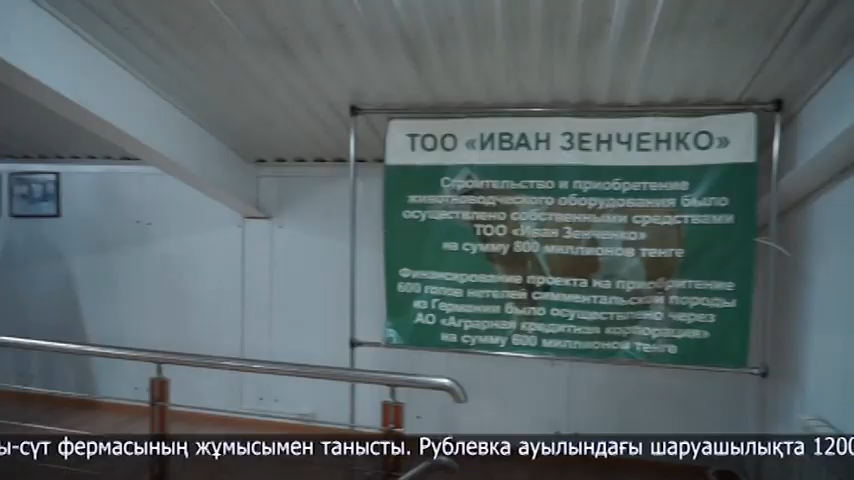 ТОО «ИВАН ЗЕНЧЕНКО»
Строительство и приобретение
животноводческого оборудования было
осуществлено собственными средствами
ТОО «Иван Зенченко»
на сумму 800 миллионов тенге
Финансирование проекта на приобритение
600 голов нетелей симментальской породы
из Германии было осуществлено через
АО «Аграрная кредитная корпорация»
на сумму 600 миллионов тенге
ы-сүт фермасының жұмысымен танысты. Рублевка ауылындағы шаруашылықта 1200